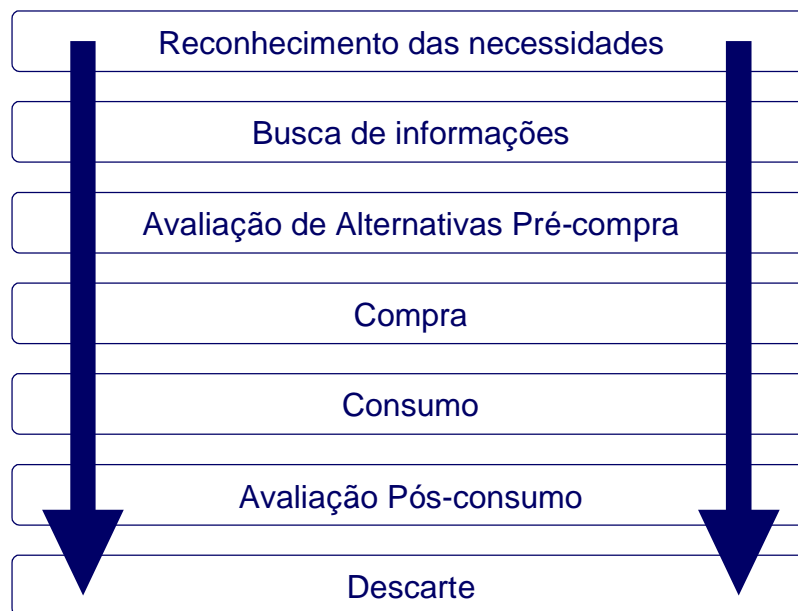 Reconhecimento das necessidades
Busca de informações
Avaliação de Alternativas Pré-compra
Compra
Consumo
Avaliação Pós-consumo
Descarte